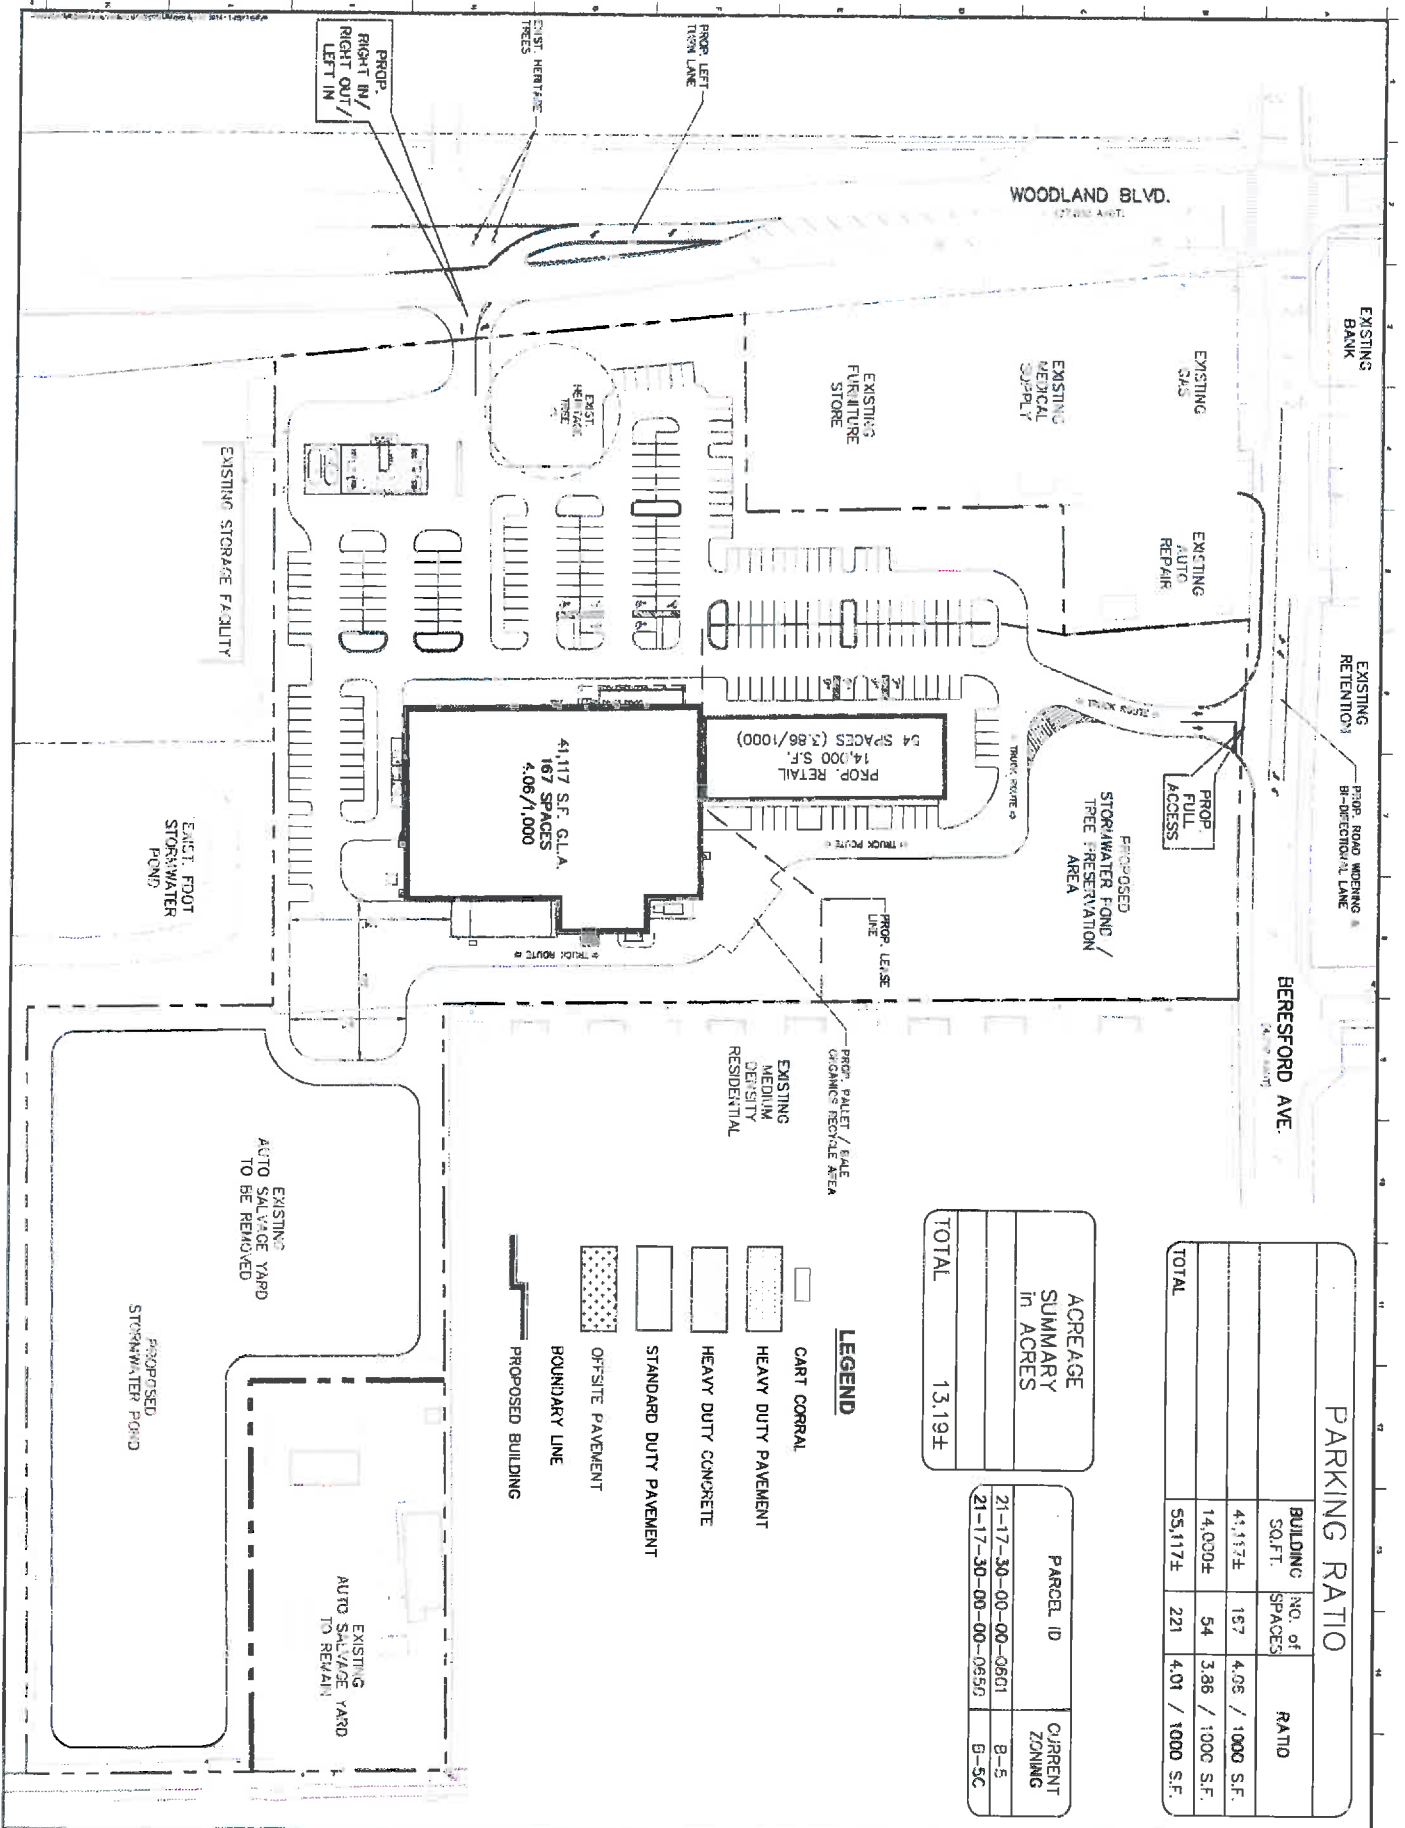 WOODLAND BLVD.
PROP. LEFT
TURN LANE
EXIST. HERITAGE
TREES
PROP.
RIGHT IN/
RIGHT OUT/
LEFT IN
EXISTING
BANK
EXISTING
GAS
EXISTING
MEDICAL
SUPPLY
EXISTING
FURNITURE
STORE
EXIST.
HERITAGE
TREE
EXISTING
AUTO
REPAIR
EXISTING
RETENTION
PROP. ROAD WIDENING &
BI-DIRECTIONAL LANE
BERESFORD AVE.
PROP.
FULL
ACCESS
TRUCK ROUTE
TRUCK ROUTE
TRUCK ROUTE
TRUCK ROUTE
PROPOSED
STORMWATER POND /
TREE PRESERVATION
AREA
PROP. LEASE
LINE
PROP. PALLET / BALE
ORGANICS RECYCLE AREA
PROP. RETAIL
14,000 S.F.
54 SPACES (3.86/1000)
41,117 S.F. G.L.A.
167 SPACES
4.06/1,000
EXISTING STORAGE FACILITY
EXIST. FDOT
STORMWATER
POND
EXISTING
MEDIUM
DENSITY
RESIDENTIAL
EXISTING
AUTO SALVAGE YARD
TO BE REMOVED
PROPOSED
STORMWATER POND
EXISTING
AUTO SALVAGE YARD
TO REMAIN
PARKING RATIO
BUILDING
SQ.FT.
NO. of
SPACES
RATIO
41,117± 167 4.06 / 1000 S.F.
14,000± 54 3.86 / 1000 S.F.
TOTAL 55,117± 221 4.01 / 1000 S.F.
ACREAGE
SUMMARY
in ACRES
TOTAL 13.19±
PARCEL ID
CURRENT
ZONING
21-17-30-00-00-0601 B-5
21-17-30-00-00-0650 B-5C
LEGEND
CART CORRAL
HEAVY DUTY PAVEMENT
HEAVY DUTY CONCRETE
STANDARD DUTY PAVEMENT
OFFSITE PAVEMENT
BOUNDARY LINE
PROPOSED BUILDING